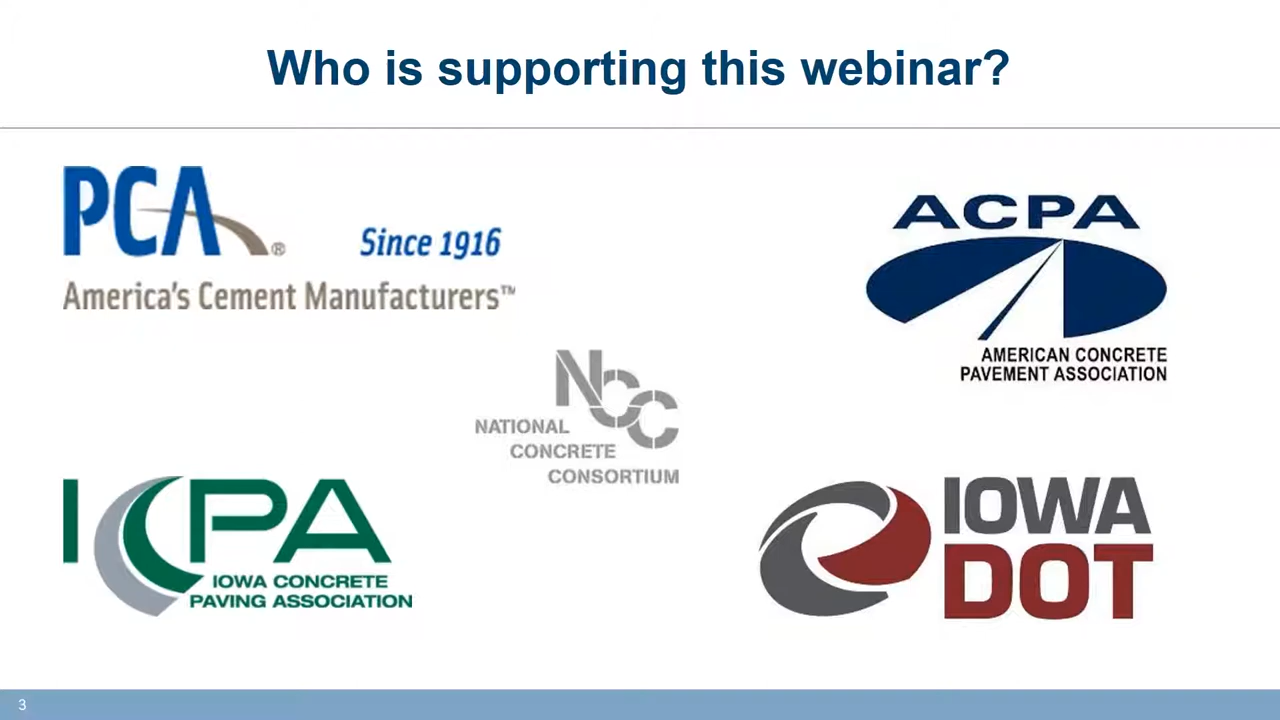 Who is supporting this webinar?
PCA®
Since 1916
America's Cement Manufacturers™
ACPA
AMERICAN CONCRETE
PAVEMENT ASSOCIATION
NCC
NATIONAL
CONCRETE
CONSORTIUM
ICPA
IOWA CONCRETE
PAVING ASSOCIATION
IOWA
DOT
3